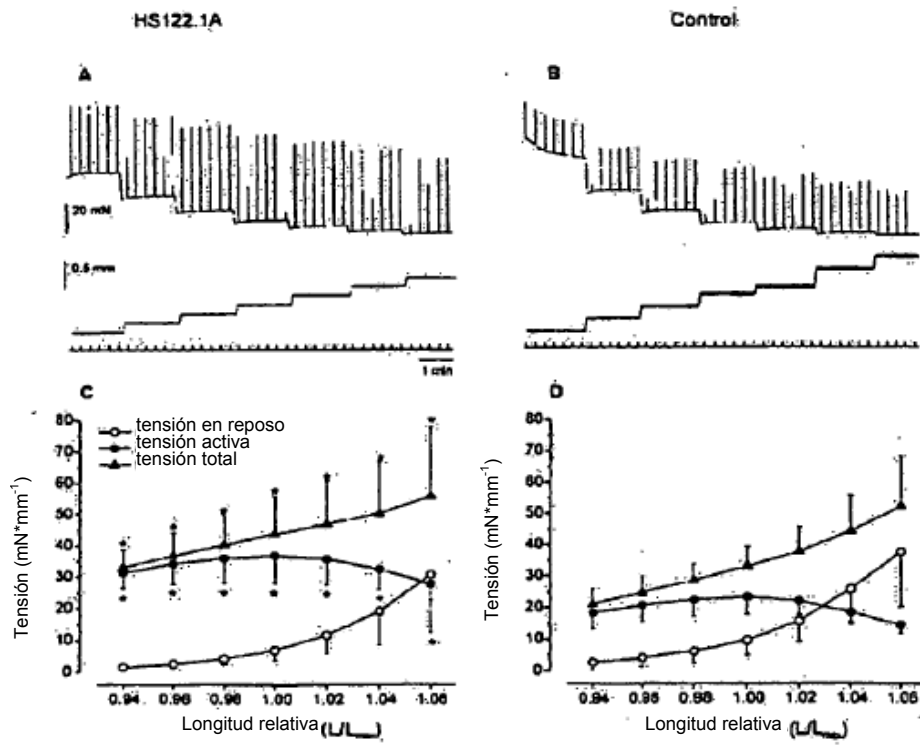 HS122.1A
Control
A
B
20 mN
0.5 mm
1 min
C
D
80
70
60
50
40
30
20
10
0
tensión en reposo
tensión activa
tensión total
Tensión (mN*mm-1)
0.94 0.96 0.98 1.00 1.02 1.04 1.06
Longitud relativa (L/Lmax)
80
70
60
50
40
30
20
10
0
Tensión (mN*mm-1)
0.94 0.96 0.98 1.00 1.02 1.04 1.06
Longitud relativa (L/Lmax)